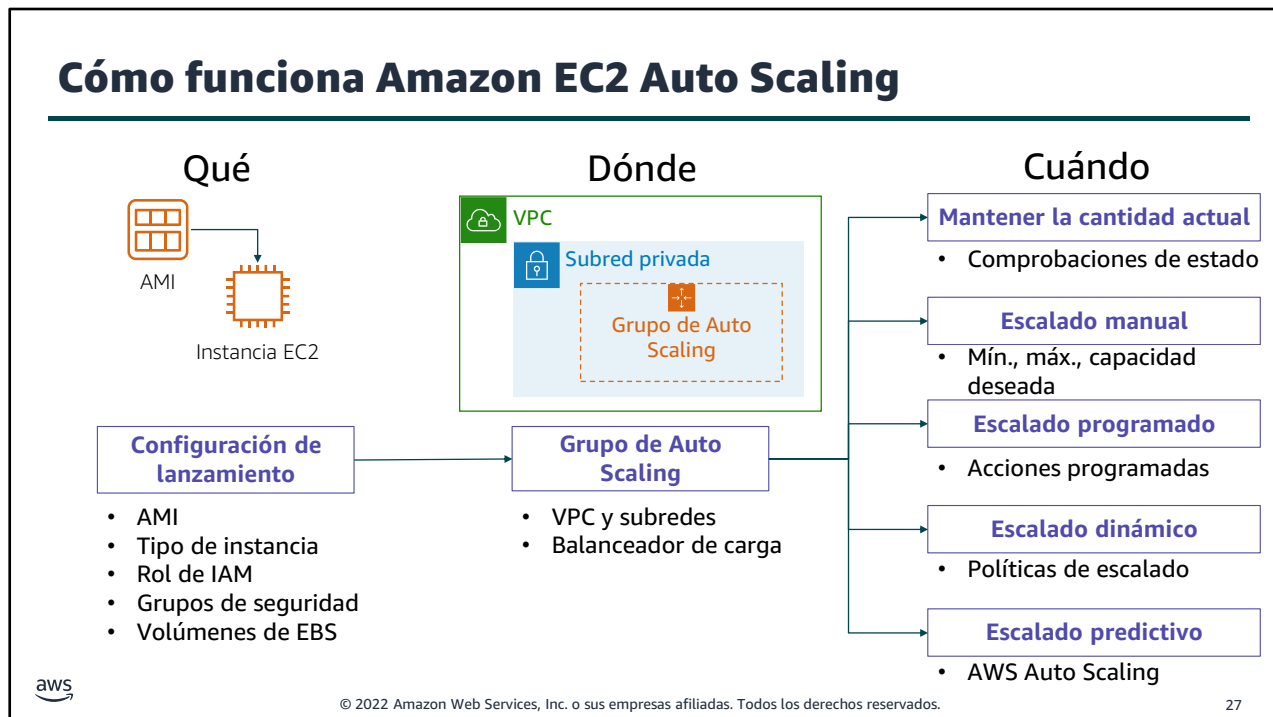 Cómo funciona Amazon EC2 Auto Scaling
Qué
AMI
Instancia EC2
Configuración de
lanzamiento
• AMI
• Tipo de instancia
• Rol de IAM
• Grupos de seguridad
• Volúmenes de EBS
Dónde
VPC
Subred privada
Grupo de Auto
Scaling
Grupo de Auto
Scaling
• VPC y subredes
• Balanceador de carga
Cuándo
Mantener la cantidad actual
• Comprobaciones de estado
Escalado manual
• Mín., máx., capacidad
deseada
Escalado programado
• Acciones programadas
Escalado dinámico
• Políticas de escalado
Escalado predictivo
• AWS Auto Scaling
aws
© 2022 Amazon Web Services, Inc. o sus empresas afiliadas. Todos los derechos reservados.
27